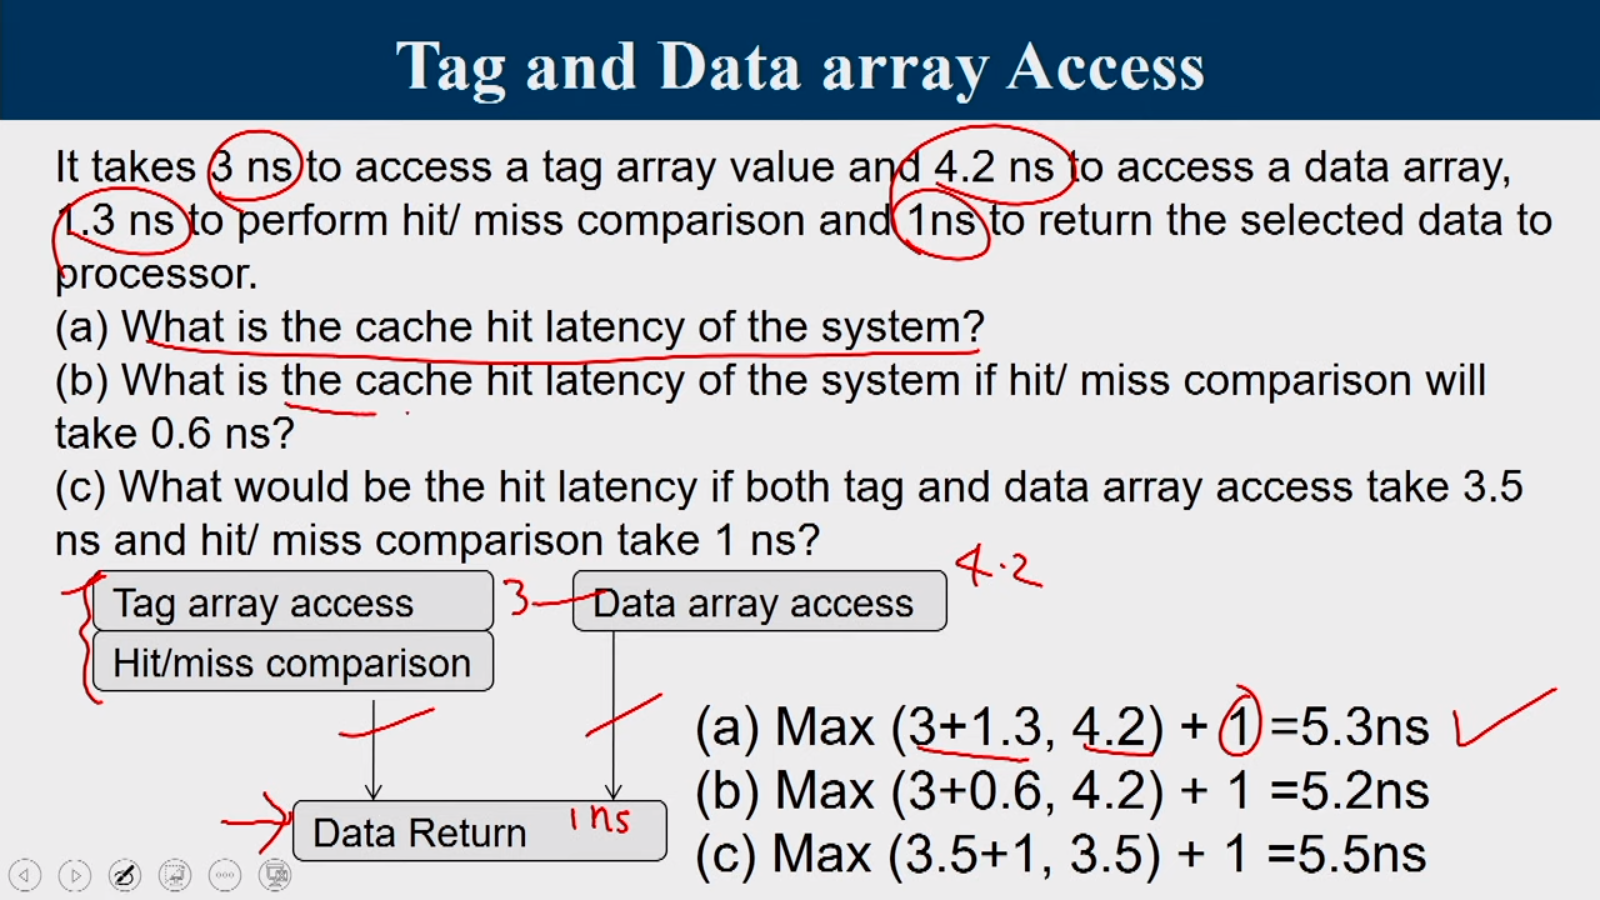 Tag and Data array Access
It takes 3 ns to access a tag array value and 4.2 ns to access a data array,
1.3 ns to perform hit/ miss comparison and 1ns to return the selected data to
processor.
(a) What is the cache hit latency of the system?
(b) What is the cache hit latency of the system if hit/ miss comparison will
take 0.6 ns?
(c) What would be the hit latency if both tag and data array access take 3.5
ns and hit/ miss comparison take 1 ns?
4.2
Tag array access
3
Data array access
Hit/miss comparison
(a) Max (3+1.3, 4.2) + 1 =5.3ns
(b) Max (3+0.6, 4.2) + 1 =5.2ns
Data Return
1ns
(c) Max (3.5+1, 3.5) + 1 =5.5ns